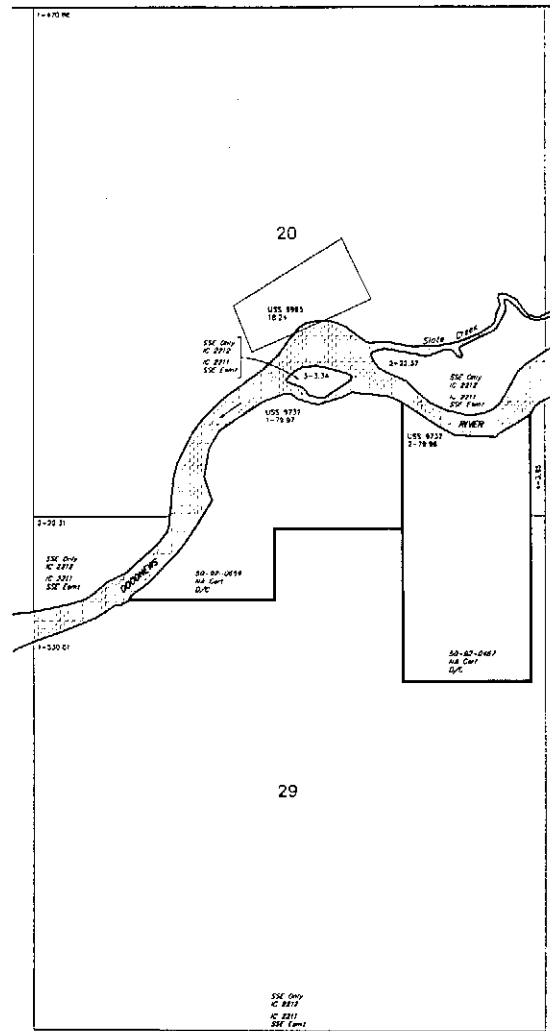 20
USS 9985
18.24
Slate Creek
SSE Only
IC 2212
IC 2211
SSE Esmt
3-3.34
2-22.37
SSE Only
IC 2212
IC 2211
SSE Esmt
USS 9737
1-79.97
USS 9737
RIVER
SSE Only
IC 2212
IC 2211
SSE Esmt
GOODNEWS
NA Cert
D/C
NA Cert
D/C
29
SSE Only
IC 2212
IC 2211
SSE Esmt